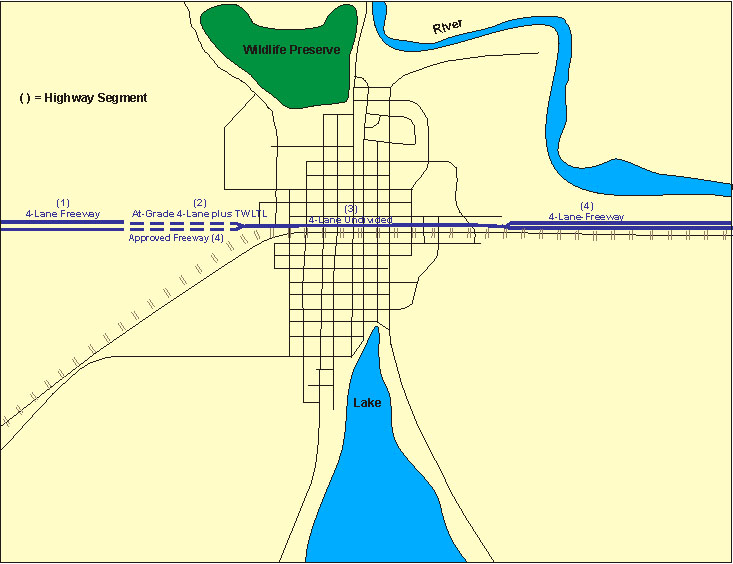 River
Wildlife Preserve
( ) = Highway Segment
(1)
4-Lane Freeway
(2)
At-Grade 4-Lane plus TWLTL
Approved Freeway (4)
(3)
4-Lane Undivided
(4)
4-Lane Freeway
Lake